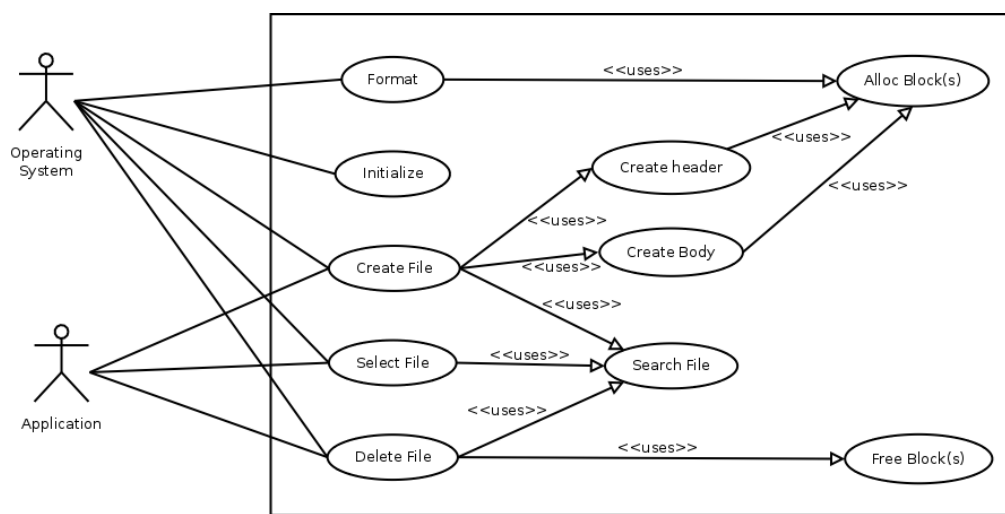 Format
<<uses>>
Alloc Block(s)
Operating
System
Initialize
Create header
<<uses>>
<<uses>>
<<uses>>
Create File
<<uses>>
Create Body
<<uses>>
Application
Select File
<<uses>>
Search File
<<uses>>
Delete File
<<uses>>
Free Block(s)